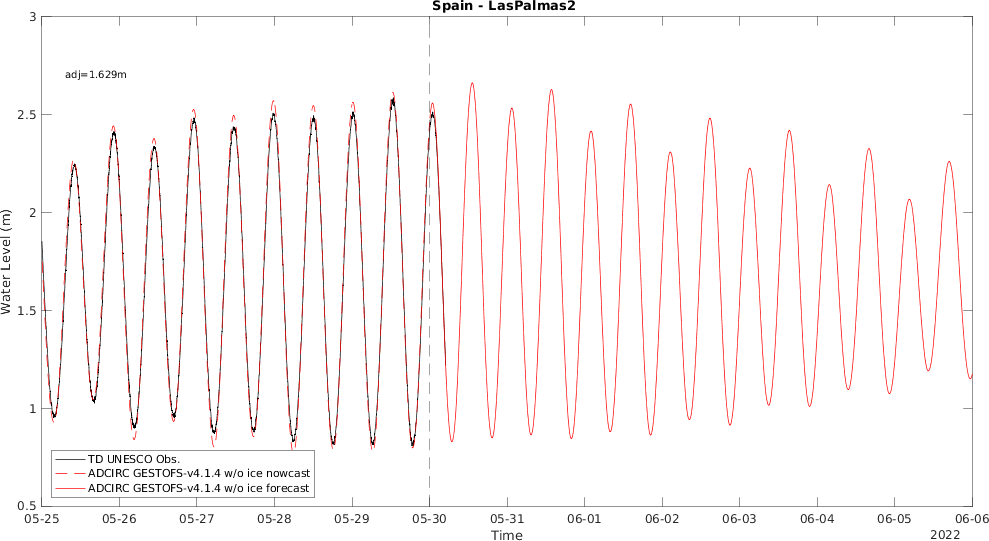 Spain - LasPalmas2
3
adj=1.629m
2.5
2
Water Level (m)
1.5
1
TD UNESCO Obs.
ADCIRC GESTOFS-v4.1.4 w/o ice nowcast
ADCIRC GESTOFS-v4.1.4 w/o ice forecast
0.5
05-25 05-26 05-27 05-28 05-29 05-30 05-31 06-01 06-02 06-03 06-04 06-05 06-06
Time
2022